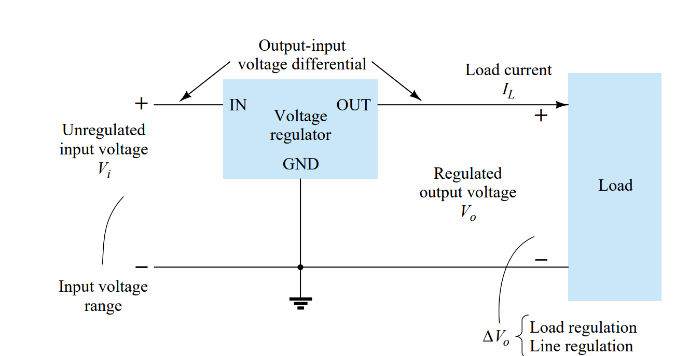 Output-input
voltage differential
Load current
I_L
+
IN
OUT
+
Voltage
regulator
Unregulated
input voltage
V_i
GND
Regulated
output voltage
V_o
Load
−
−
Input voltage
range
ΔV_o { Load regulation
Line regulation